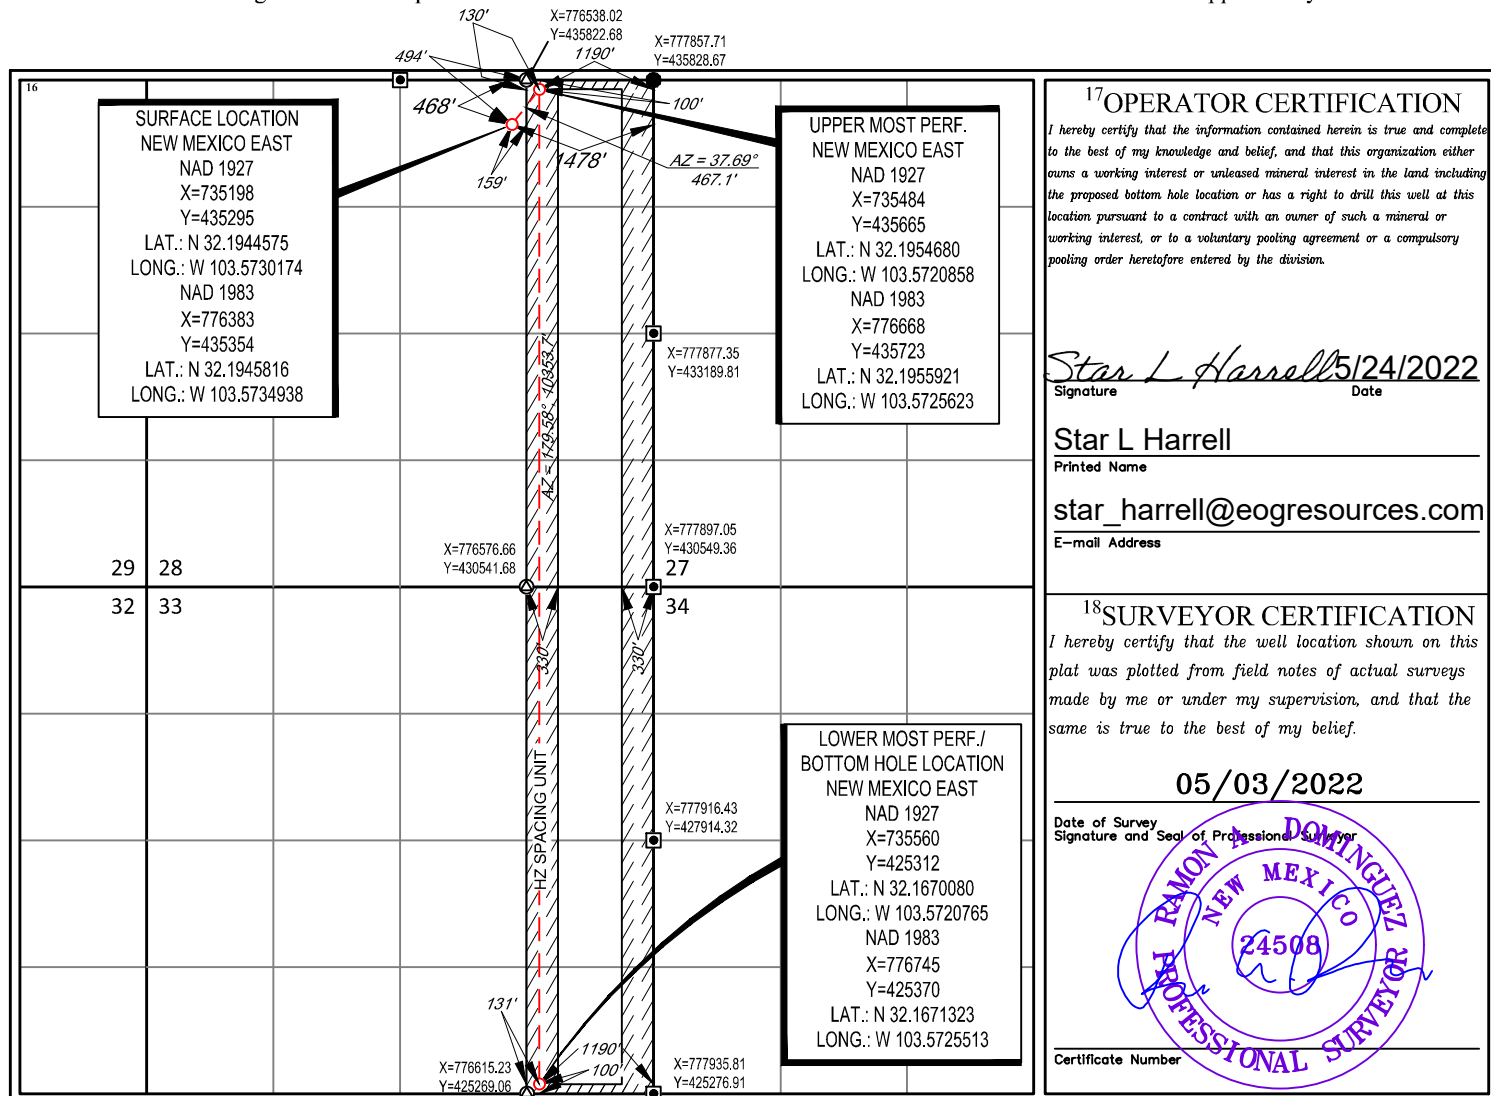 130'
X=776538.02
Y=435822.68
X=777857.71
Y=435828.67
494'
1190'
16
468'
100'
1478'
159'
AZ = 37.69°
467.1'
SURFACE LOCATION
NEW MEXICO EAST
NAD 1927
X=735198
Y=435295
LAT.: N 32.1944575
LONG.: W 103.5730174
NAD 1983
X=776383
Y=435354
LAT.: N 32.1945816
LONG.: W 103.5734938
UPPER MOST PERF.
NEW MEXICO EAST
NAD 1927
X=735484
Y=435665
LAT.: N 32.1954680
LONG.: W 103.5720858
NAD 1983
X=776668
Y=435723
LAT.: N 32.1955921
LONG.: W 103.5725623
X=777877.35
Y=433189.81
AZ = 179.58° 10353.7'
X=776576.66
Y=430541.68
X=777897.05
Y=430549.36
29 28
27
32 33
34
330'
330'
HZ SPACING UNIT
X=777916.43
Y=427914.32
LOWER MOST PERF./
BOTTOM HOLE LOCATION
NEW MEXICO EAST
NAD 1927
X=735560
Y=425312
LAT.: N 32.1670080
LONG.: W 103.5720765
NAD 1983
X=776745
Y=425370
LAT.: N 32.1671323
LONG.: W 103.5725513
131'
1190'
100'
X=776615.23
Y=425269.06
X=777935.81
Y=425276.91
17 OPERATOR CERTIFICATION
I hereby certify that the information contained herein is true and complete
to the best of my knowledge and belief, and that this organization either
owns a working interest or unleased mineral interest in the land including
the proposed bottom hole location or has a right to drill this well at this
location pursuant to a contract with an owner of such a mineral or
working interest, or to a voluntary pooling agreement or a compulsory
pooling order heretofore entered by the division.
Star L Harrell 5/24/2022
Signature Date
Star L Harrell
Printed Name
star_harrell@eogresources.com
E-mail Address
18 SURVEYOR CERTIFICATION
I hereby certify that the well location shown on this
plat was plotted from field notes of actual surveys
made by me or under my supervision, and that the
same is true to the best of my belief.
05/03/2022
Date of Survey
Signature and Seal of Professional Surveyor
RAMON A. DOMINGUEZ
NEW MEXICO
24508
PROFESSIONAL SURVEYOR
Certificate Number